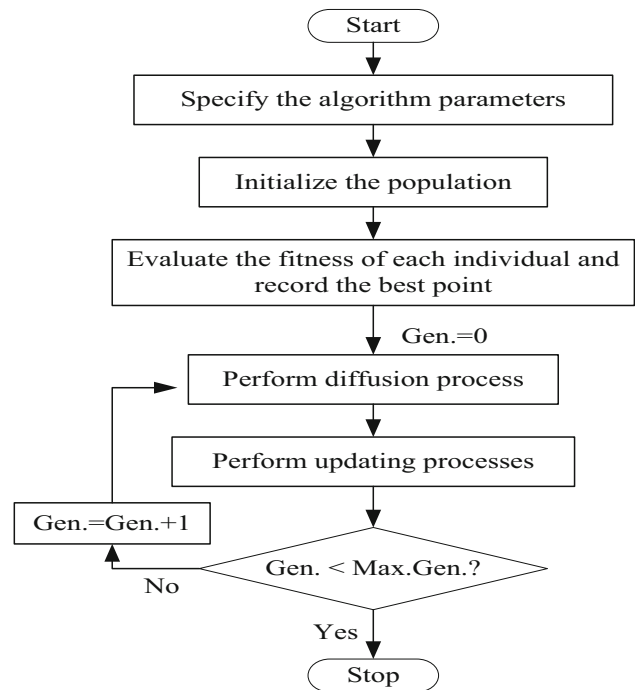 Start
Specify the algorithm parameters
Initialize the population
Evaluate the fitness of each individual and
record the best point
Gen.=0
Perform diffusion process
Perform updating processes
Gen.=Gen.+1
Gen. < Max.Gen.?
No
Yes
Stop